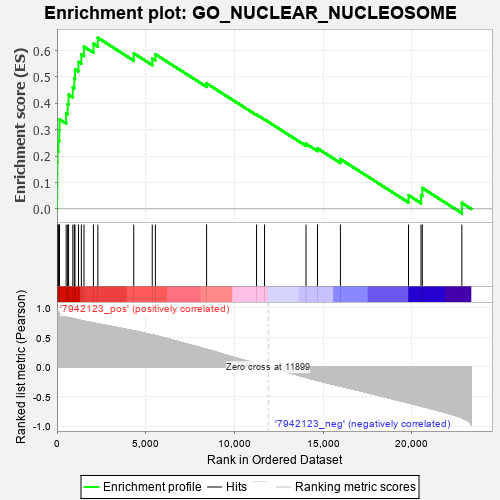 Enrichment plot: GO_NUCLEAR_NUCLEOSOME
Enrichment score (ES)
0.6
0.5
0.4
0.3
0.2
0.1
0.0
Ranked list metric (Pearson)
1.0
0.5
0.0
-0.5
-1.0
'7942123_pos' (positively correlated)
Zero cross at 11899
'7942123_neg' (negatively correlated)
0
5,000
10,000
15,000
20,000
Rank in Ordered Dataset
Enrichment profile
Hits
Ranking metric scores